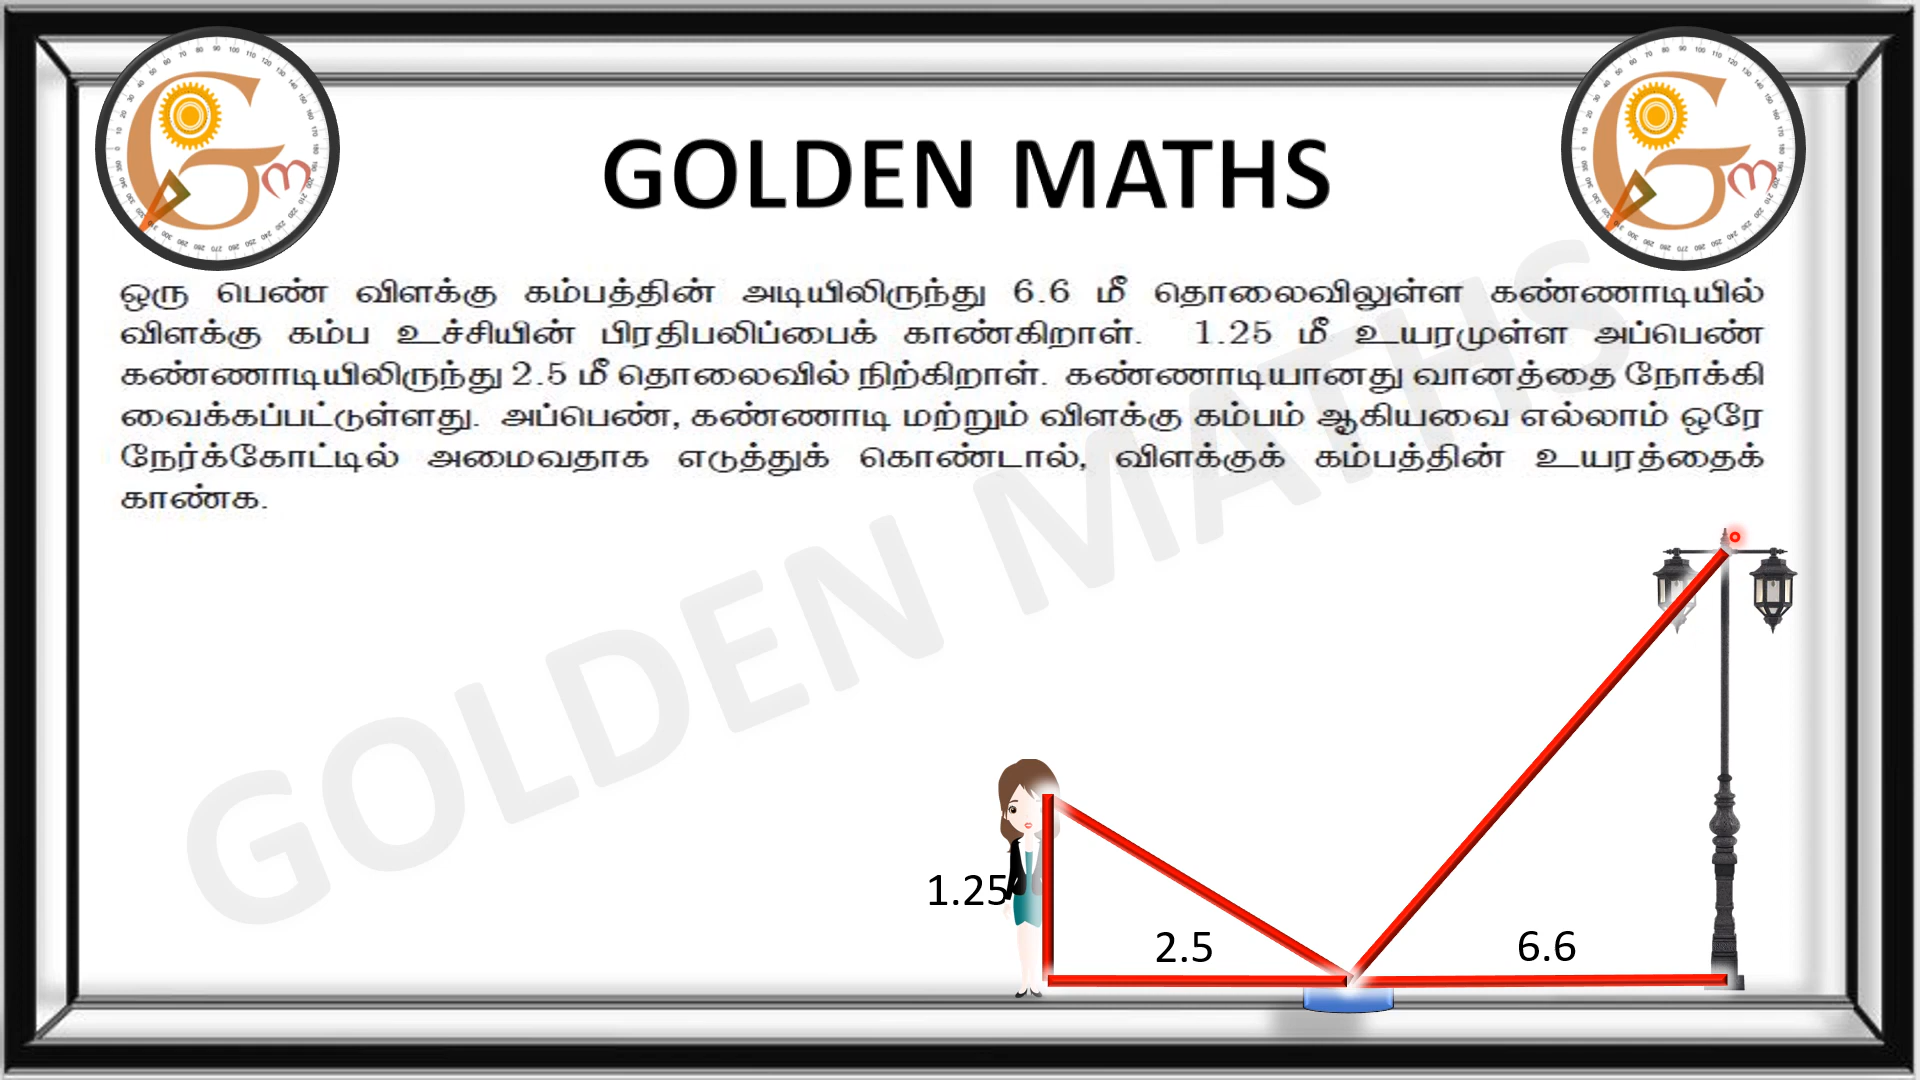 GOLDEN MATHS
ஒரு பெண் விளக்கு கம்பத்தின் அடியிலிருந்து 6.6 மீ தொலைவிலுள்ள கண்ணாடியில்
விளக்கு கம்ப உச்சியின் பிரதிபலிப்பைக் காண்கிறாள். 1.25 மீ உயரமுள்ள அப்பெண்
கண்ணாடியிலிருந்து 2.5 மீ தொலைவில் நிற்கிறாள். கண்ணாடியானது வானத்தை நோக்கி
வைக்கப்பட்டுள்ளது. அப்பெண், கண்ணாடி மற்றும் விளக்கு கம்பம் ஆகியவை எல்லாம் ஒரே
நேர்க்கோட்டில் அமைவதாக எடுத்துக் கொண்டால், விளக்குக் கம்பத்தின் உயரத்தைக்
காண்க.
GOLDEN MATHS
1.25
2.5
6.6